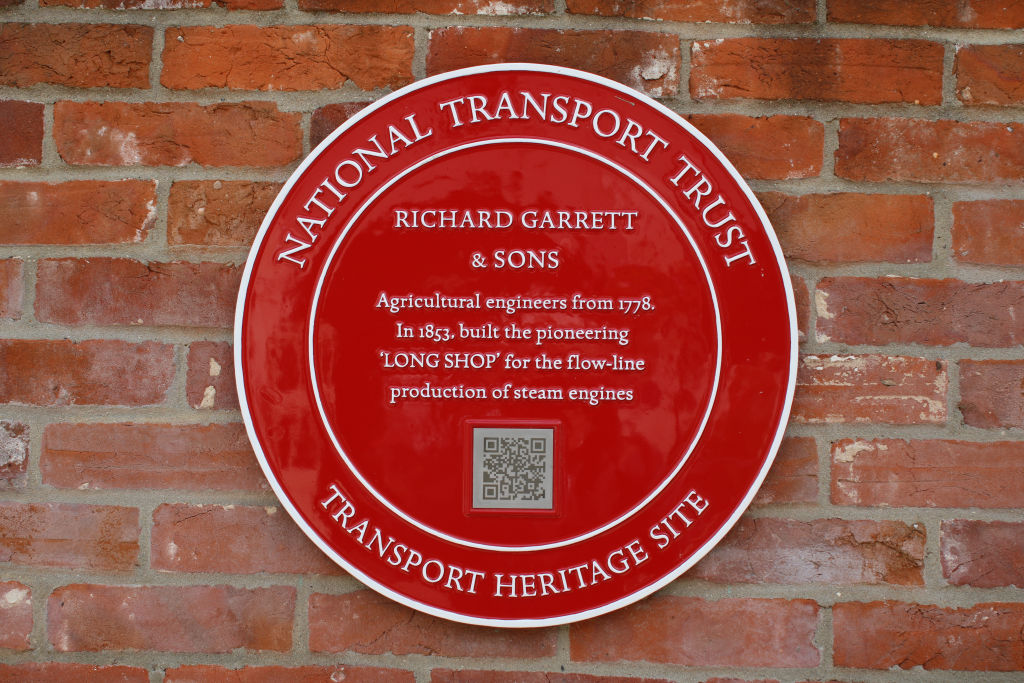 NATIONAL TRANSPORT TRUST
RICHARD GARRETT
& SONS
Agricultural engineers from 1778.
In 1853, built the pioneering
‘LONG SHOP’ for the flow-line
production of steam engines
TRANSPORT HERITAGE SITE